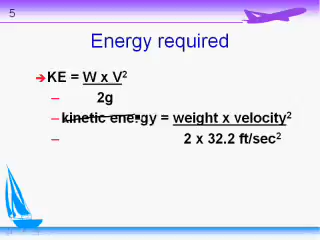 5
Energy required
KE = W x V²
2g
kinetic energy = weight x velocity²
2 x 32.2 ft/sec²